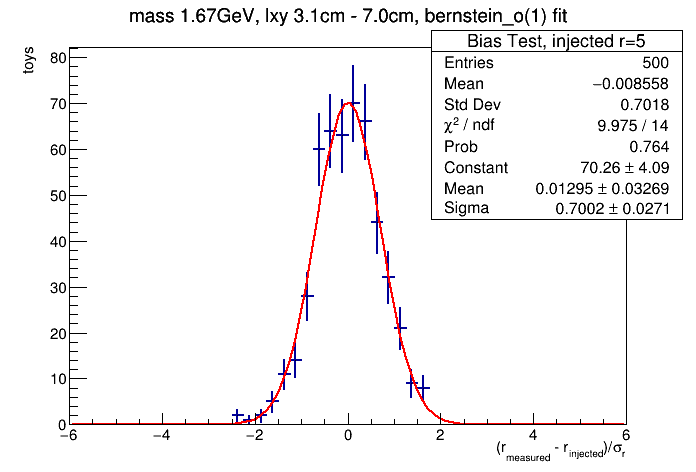 mass 1.67GeV, lxy 3.1cm - 7.0cm, bernstein_o(1) fit
toys
Bias Test, injected r=5
Entries 500
Mean −0.008558
Std Dev 0.7018
χ² / ndf 9.975 / 14
Prob 0.764
Constant 70.26 ± 4.09
Mean 0.01295 ± 0.03269
Sigma 0.7002 ± 0.0271
80
70
60
50
40
30
20
10
0
−6 −4 −2 0 2 4 6
(r_measured - r_injected)/σ_r